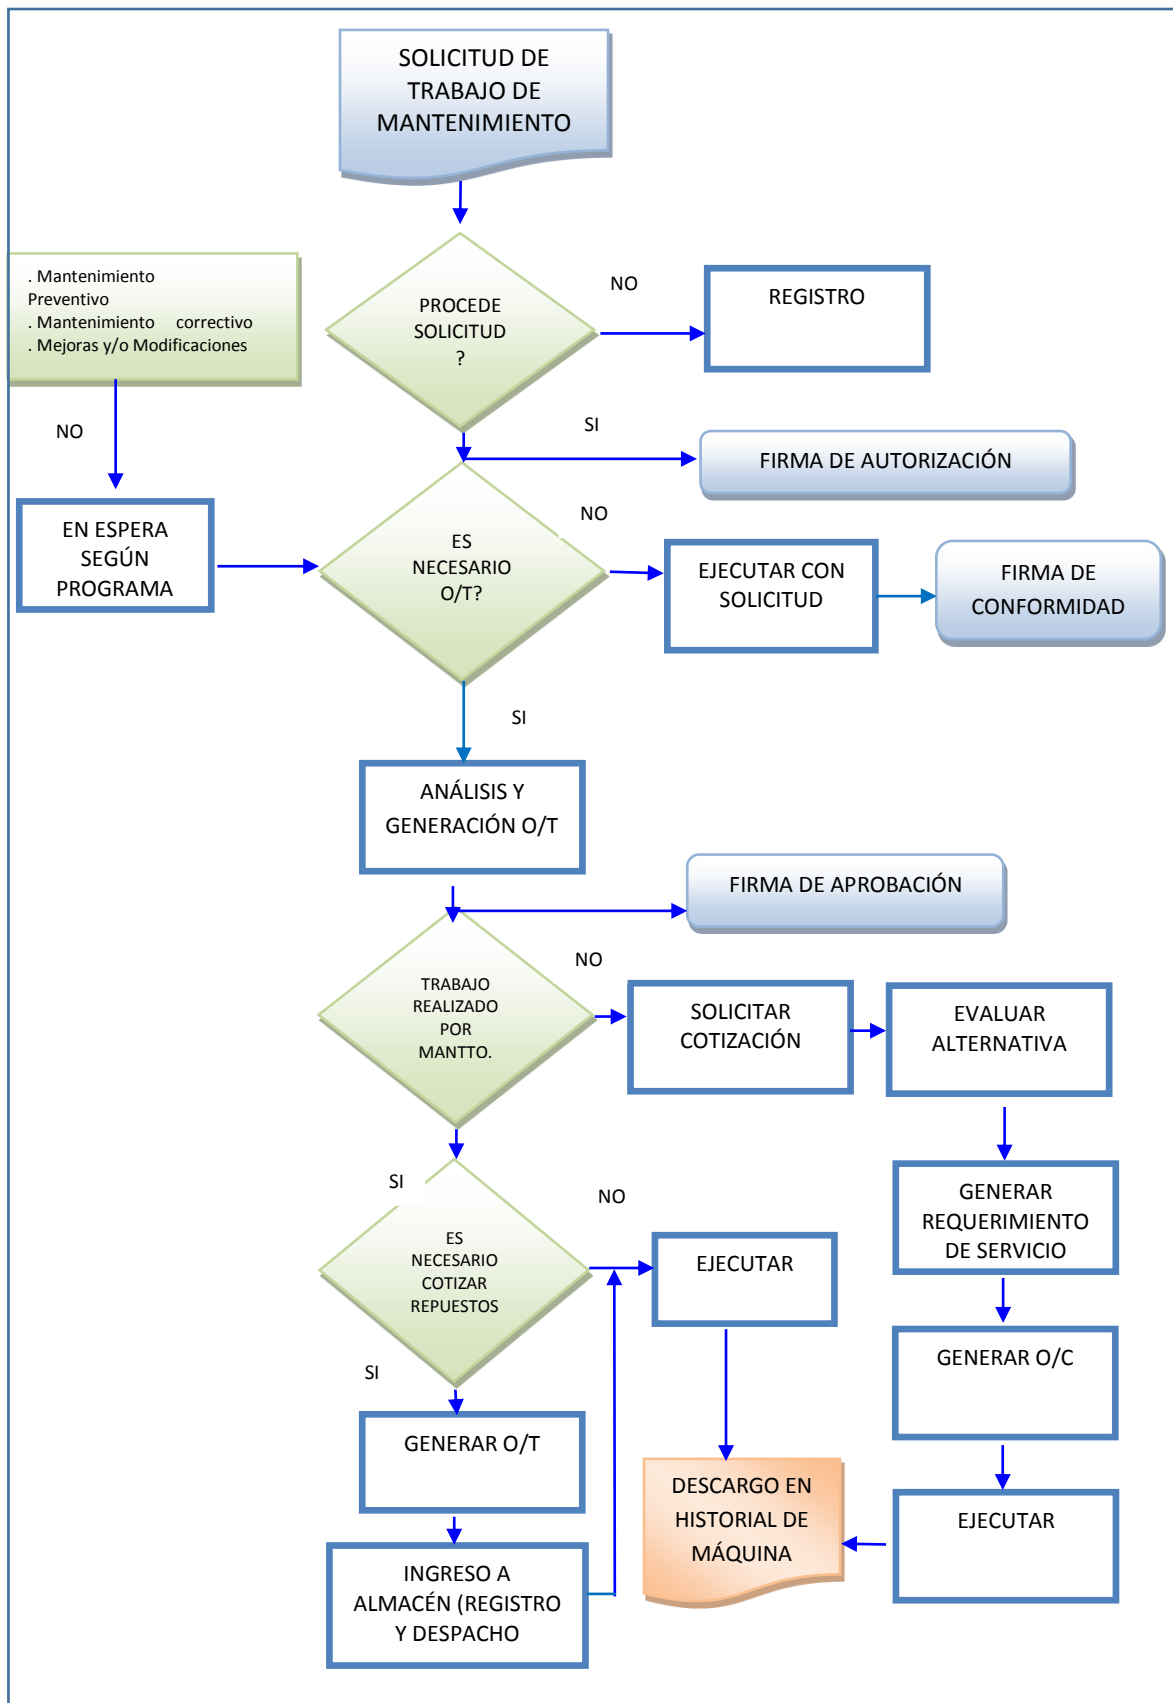 SOLICITUD DE
TRABAJO DE
MANTENIMIENTO
. Mantenimiento
Preventivo
. Mantenimiento correctivo
. Mejoras y/o Modificaciones
PROCEDE
SOLICITUD
?
NO
REGISTRO
NO
SI
FIRMA DE AUTORIZACIÓN
EN ESPERA
SEGÚN
PROGRAMA
ES
NECESARIO
O/T?
NO
EJECUTAR CON
SOLICITUD
FIRMA DE
CONFORMIDAD
SI
ANÁLISIS Y
GENERACIÓN O/T
FIRMA DE APROBACIÓN
TRABAJO
REALIZADO
POR
MANTTO.
NO
SOLICITAR
COTIZACIÓN
EVALUAR
ALTERNATIVA
SI
NO
GENERAR
REQUERIMIENTO
DE SERVICIO
ES
NECESARIO
COTIZAR
REPUESTOS
EJECUTAR
GENERAR O/C
SI
GENERAR O/T
DESCARGO EN
HISTORIAL DE
MÁQUINA
EJECUTAR
INGRESO A
ALMACÉN (REGISTRO
Y DESPACHO